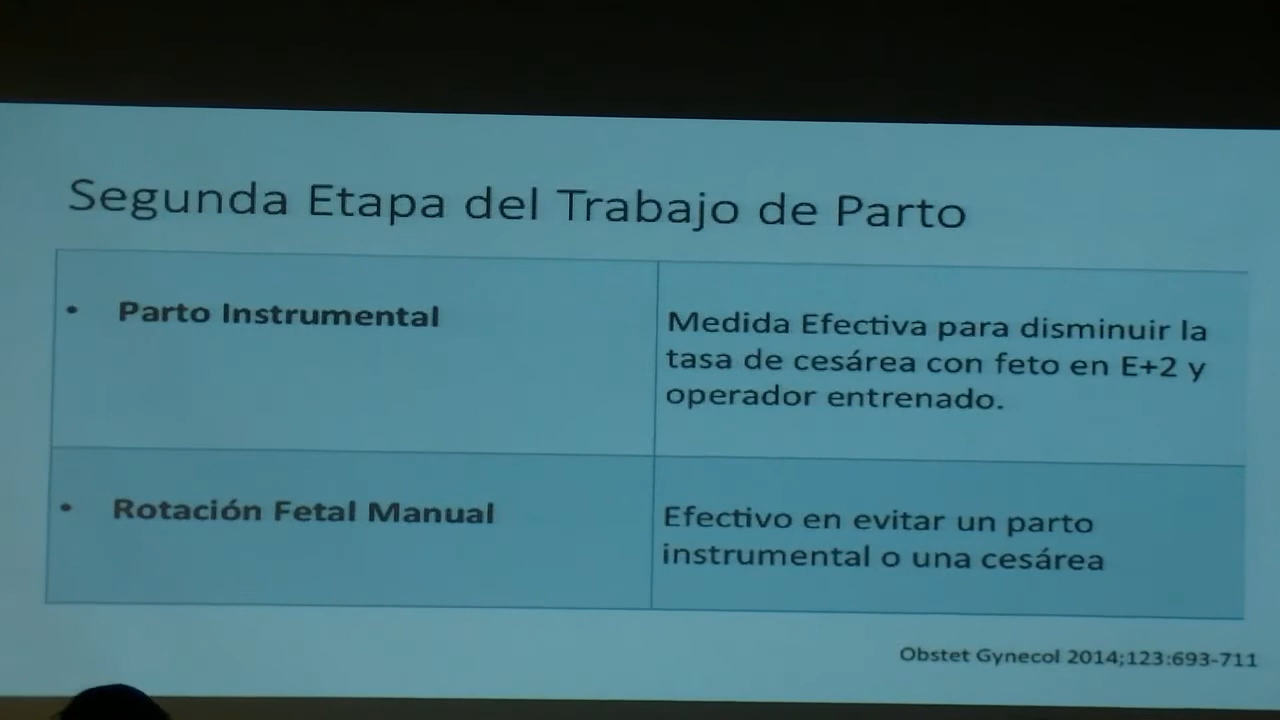 Segunda Etapa del Trabajo de Parto
• Parto Instrumental
Medida Efectiva para disminuir la
tasa de cesárea con feto en E+2 y
operador entrenado.
• Rotación Fetal Manual
Efectivo en evitar un parto
instrumental o una cesárea
Obstet Gynecol 2014;123:693-711